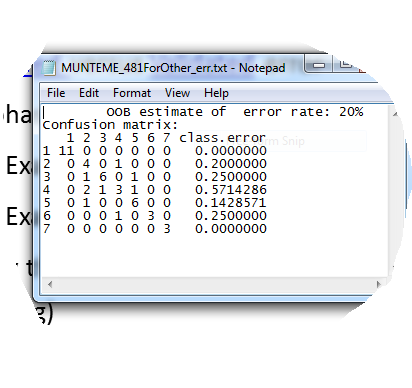 MUNTEME_481ForOther_err.txt - Notepad
File Edit Format View Help
OOB estimate of error rate: 20%
Confusion matrix:
1 2 3 4 5 6 7 class.error
1 11 0 0 0 0 0 0 0.0000000
2 0 4 0 1 0 0 0 0.2000000
3 0 1 6 0 1 0 0 0.2500000
4 0 2 1 3 1 0 0 0.5714286
5 0 1 0 0 6 0 0 0.1428571
6 0 0 0 1 0 3 0 0.2500000
7 0 0 0 0 0 0 3 0.0000000
Exa
Exa